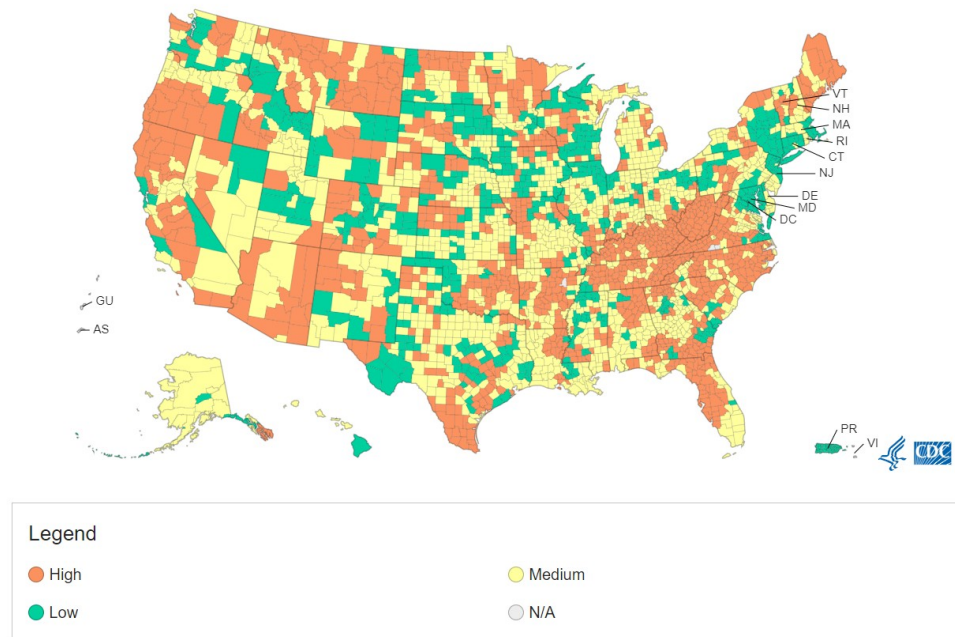 VT
NH
MA
RI
CT
NJ
DE
MD
DC
GU
AS
PR
VI
CDC
Legend
High
Medium
Low
N/A